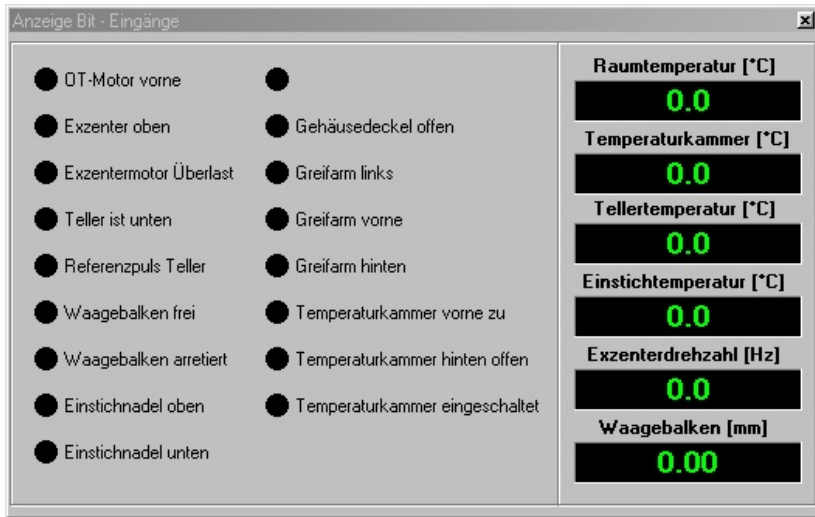 Anzeige Bit - Eingänge
OT-Motor vorne
Exzenter oben
Exzentermotor Überlast
Teller ist unten
Referenzpuls Teller
Waagebalken frei
Waagebalken arretiert
Einstichnadel oben
Einstichnadel unten
Gehäusedeckel offen
Greifarm links
Greifarm vorne
Greifarm hinten
Temperaturkammer vorne zu
Temperaturkammer hinten offen
Temperaturkammer eingeschaltet
Raumtemperatur [°C]
0.0
Temperaturkammer [°C]
0.0
Tellertemperatur [°C]
0.0
Einstichtemperatur [°C]
0.0
Exzenterdrehzahl [Hz]
0.0
Waagebalken [mm]
0.00